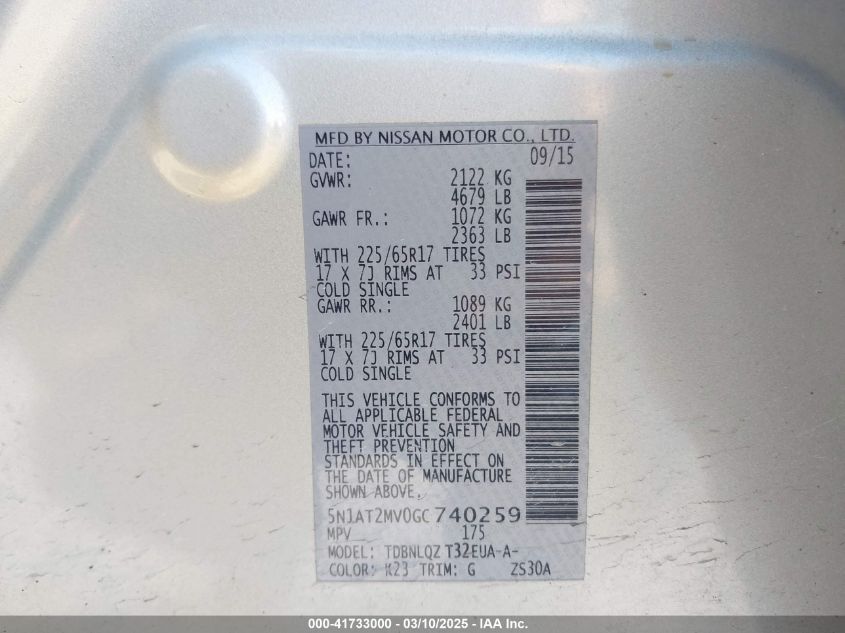 MFD BY NISSAN MOTOR CO., LTD.
DATE: 09/15
GVWR: 2122 KG
4679 LB
GAWR FR.: 1072 KG
2363 LB
WITH 225/65R17 TIRES
17 X 7J RIMS AT 33 PSI
COLD SINGLE
GAWR RR.: 1089 KG
2401 LB
WITH 225/65R17 TIRES
17 X 7J RIMS AT 33 PSI
COLD SINGLE
THIS VEHICLE CONFORMS TO
ALL APPLICABLE FEDERAL
MOTOR VEHICLE SAFETY AND
THEFT PREVENTION
STANDARDS IN EFFECT ON
THE DATE OF MANUFACTURE
SHOWN ABOVE.
5N1AT2MV0GC740259
MPV 175
MODEL: TDBNLQZ T32EUA-A-
COLOR: K23 TRIM: G ZS30A
000-41733000 — 03/10/2025 — IAA Inc.